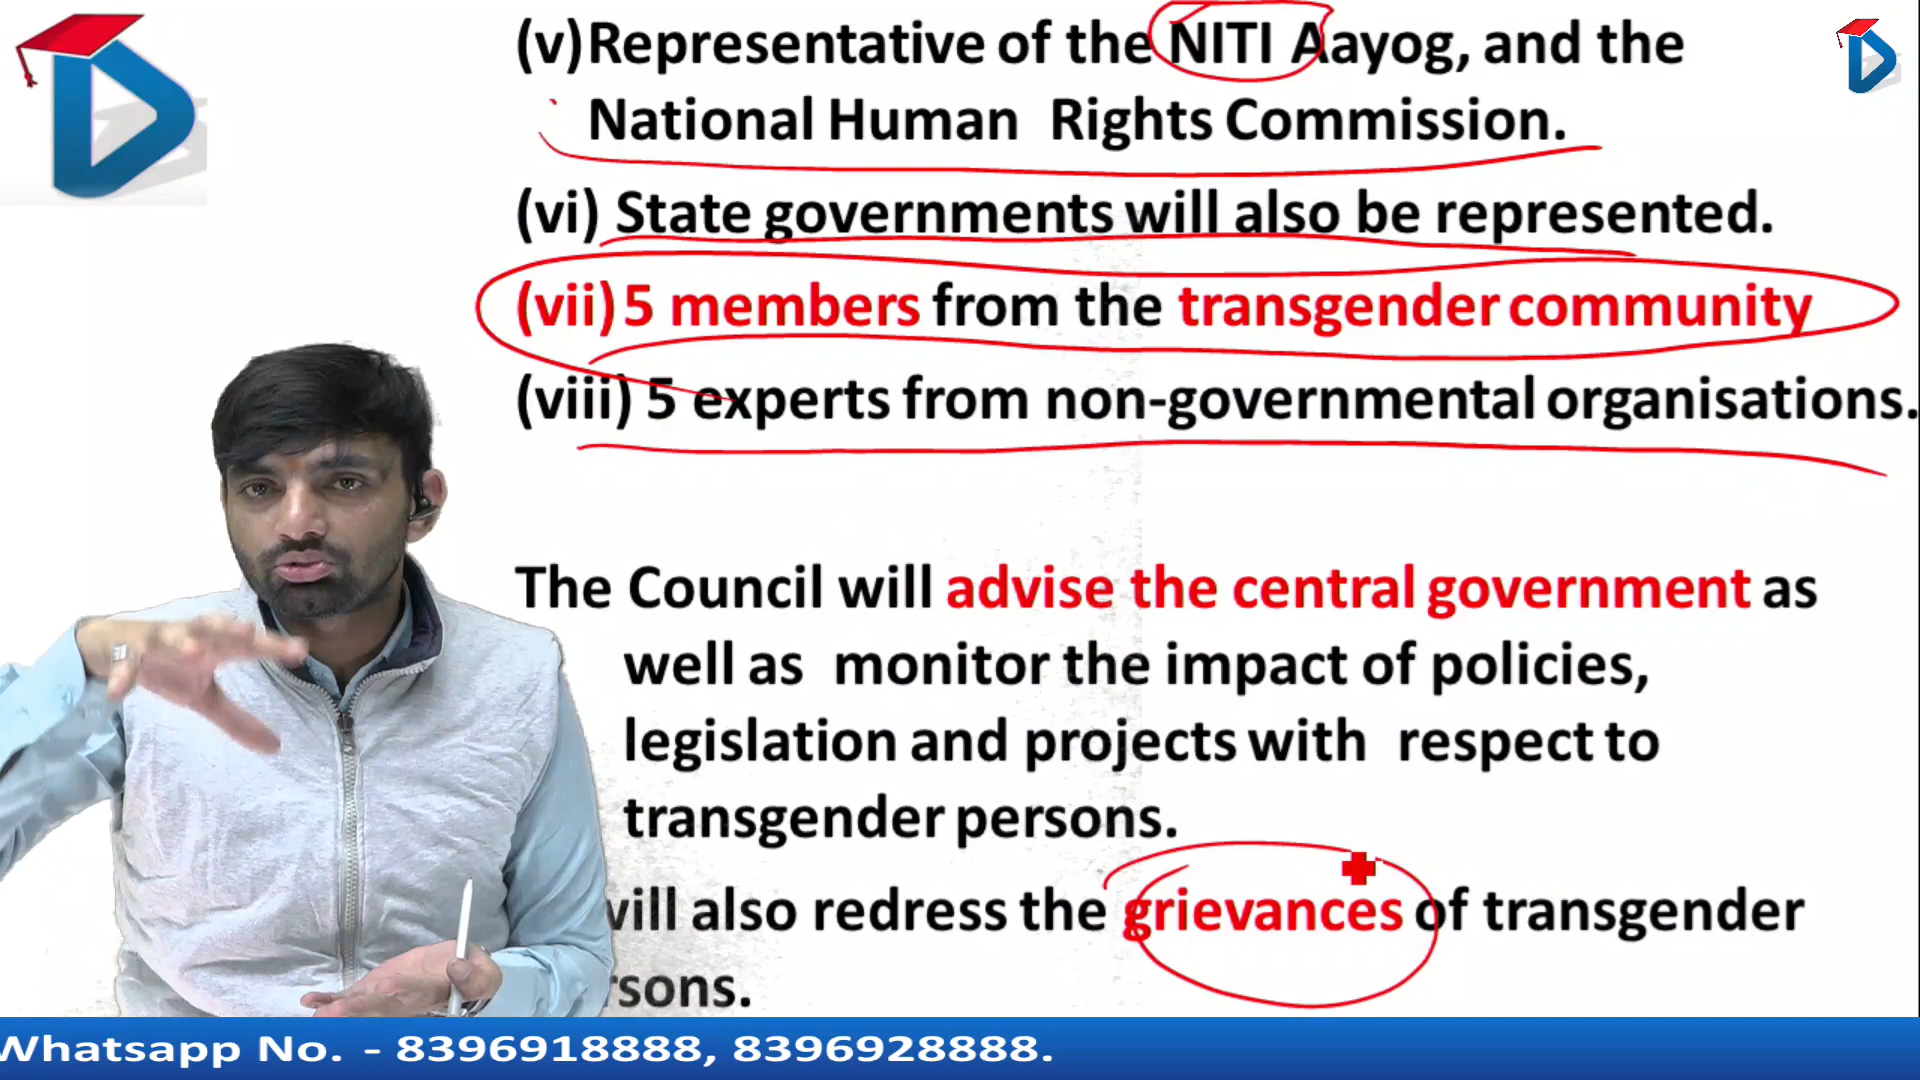 (v) Representative of the NITI Aayog, and the
National Human Rights Commission.
(vi) State governments will also be represented.
(vii) 5 members from the transgender community
(viii) 5 experts from non-governmental organisations.
The Council will advise the central government as
well as monitor the impact of policies,
legislation and projects with respect to
transgender persons.
will also redress the grievances of transgender
rsons.
Whatsapp No. - 8396918888, 8396928888.